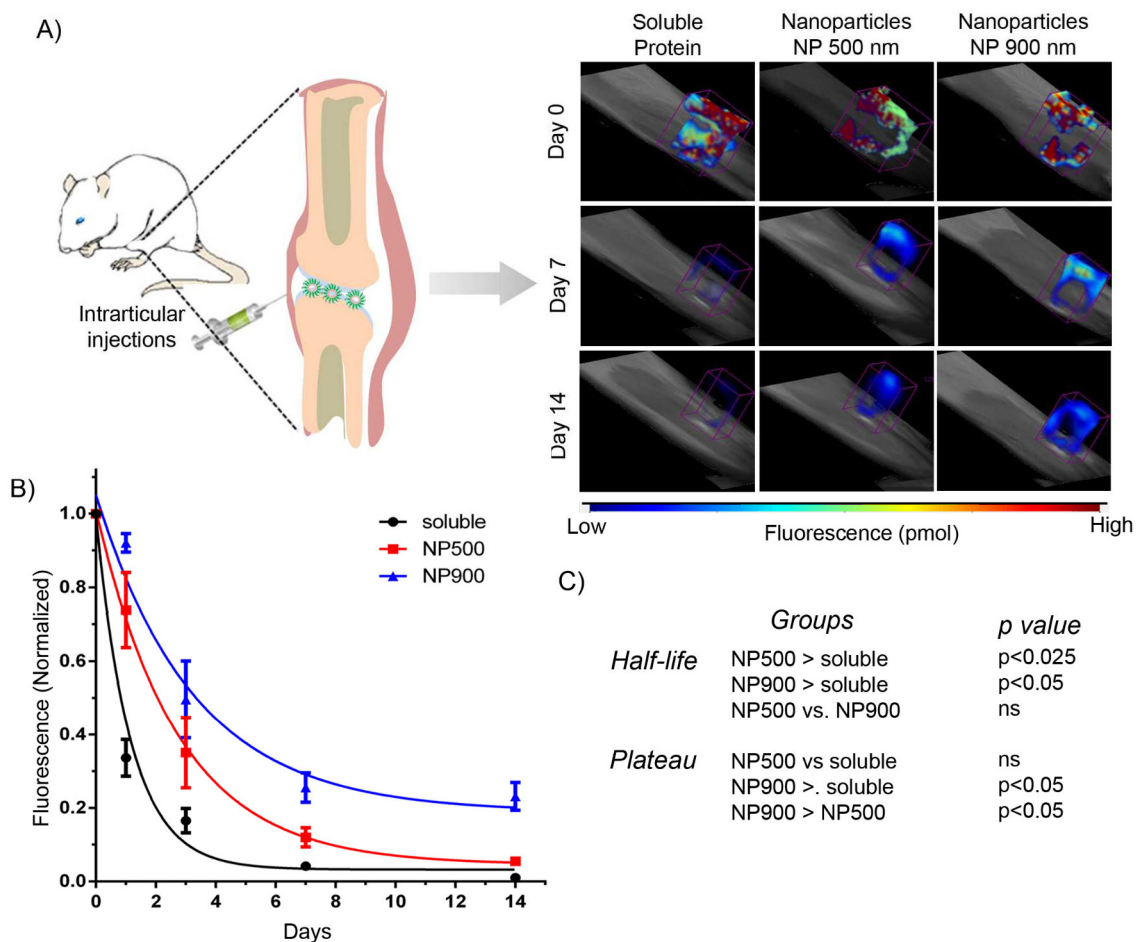 A)
Intrarticular
injections
Soluble
Protein
Nanoparticles
NP 500 nm
Nanoparticles
NP 900 nm
Day 0
Day 7
Day 14
Low
Fluorescence (pmol)
High
B)
Fluorescence (Normalized)
1.0
0.8
0.6
0.4
0.2
0.0
0 2 4 6 8 10 12 14
Days
soluble
NP500
NP900
C)
Groups p value
Half-life NP500 > soluble p<0.025
NP900 > soluble p<0.05
NP500 vs. NP900 ns
Plateau NP500 vs soluble ns
NP900 >. soluble p<0.05
NP900 > NP500 p<0.05